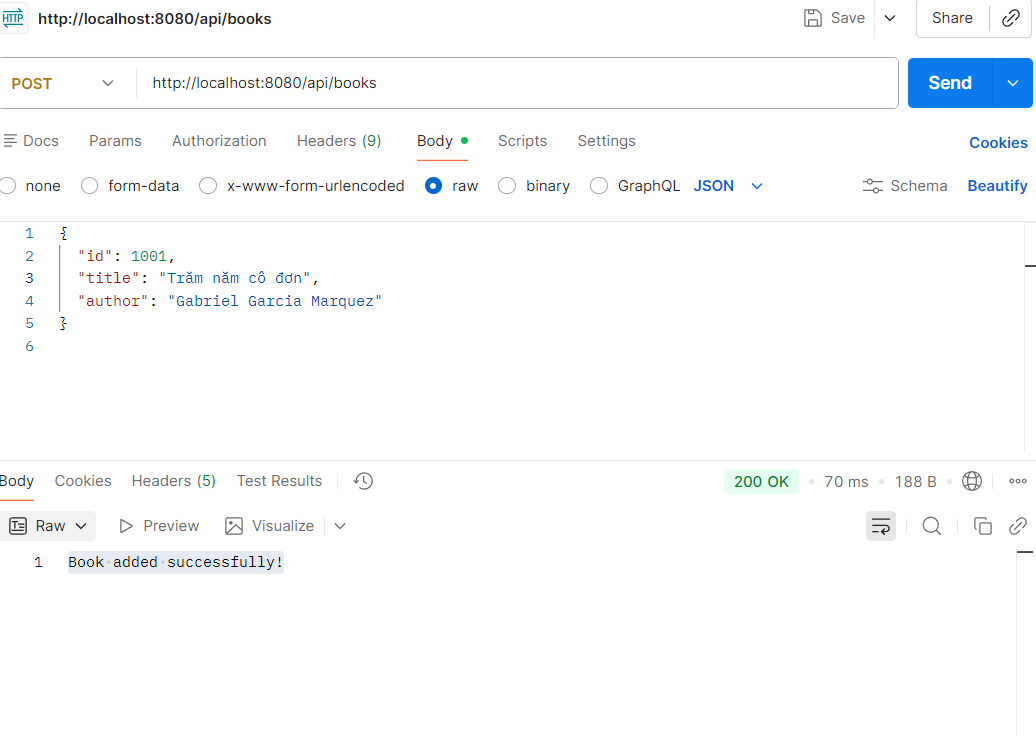 HTTP http://localhost:8080/api/books Save Share
POST http://localhost:8080/api/books Send
Docs Params Authorization Headers (9) Body Scripts Settings Cookies
none form-data x-www-form-urlencoded raw binary GraphQL JSON Schema Beautify
1 {
2 "id": 1001,
3 "title": "Trăm năm cô đơn",
4 "author": "Gabriel Garcia Marquez"
5 }
6
Body Cookies Headers (5) Test Results 200 OK • 70 ms • 188 B •
Raw Preview Visualize
1 Book added successfully!